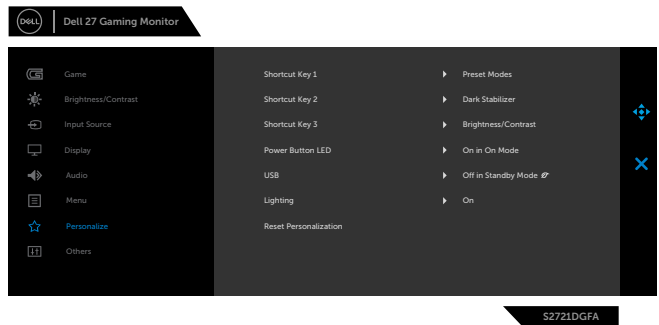 DELL Dell 27 Gaming Monitor
Game Shortcut Key 1 Preset Modes
Brightness/Contrast Shortcut Key 2 Dark Stabilizer
Input Source Shortcut Key 3 Brightness/Contrast
Display Power Button LED On in On Mode
Audio USB Off in Standby Mode
Menu Lighting On
Personalize Reset Personalization
Others
S2721DGFA